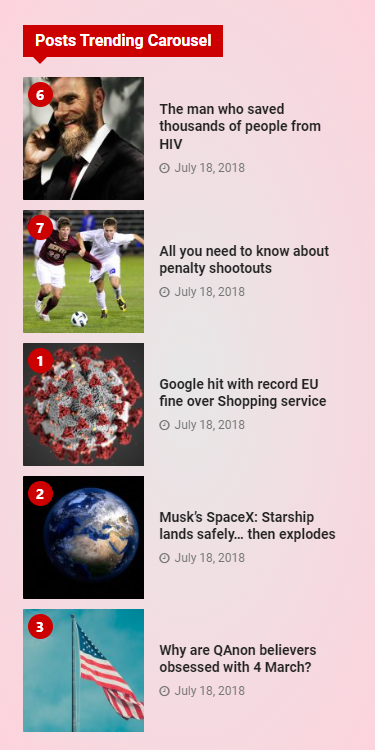 Posts Trending Carousel
6
The man who saved
thousands of people from
HIV
July 18, 2018
7
All you need to know about
penalty shootouts
July 18, 2018
1
Google hit with record EU
fine over Shopping service
July 18, 2018
2
Musk's SpaceX: Starship
lands safely… then explodes
July 18, 2018
3
Why are QAnon believers
obsessed with 4 March?
July 18, 2018